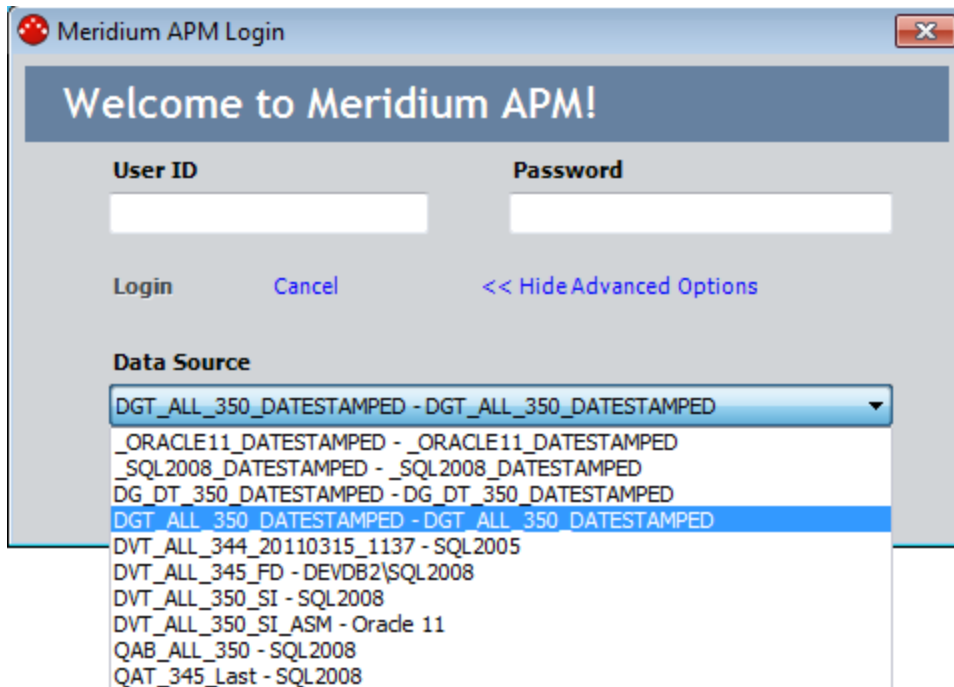 Meridium APM Login
Welcome to Meridium APM!
User ID Password
Login Cancel << Hide Advanced Options
Data Source
DGT_ALL_350_DATESTAMPED - DGT_ALL_350_DATESTAMPED
_ORACLE11_DATESTAMPED - _ORACLE11_DATESTAMPED
_SQL2008_DATESTAMPED - _SQL2008_DATESTAMPED
DG_DT_350_DATESTAMPED - DG_DT_350_DATESTAMPED
DGT_ALL_350_DATESTAMPED - DGT_ALL_350_DATESTAMPED
DVT_ALL_344_20110315_1137 - SQL2005
DVT_ALL_345_FD - DEVDB2\SQL2008
DVT_ALL_350_SI - SQL2008
DVT_ALL_350_SI_ASM - Oracle 11
QAB_ALL_350 - SQL2008
QAT_345_Last - SQL2008